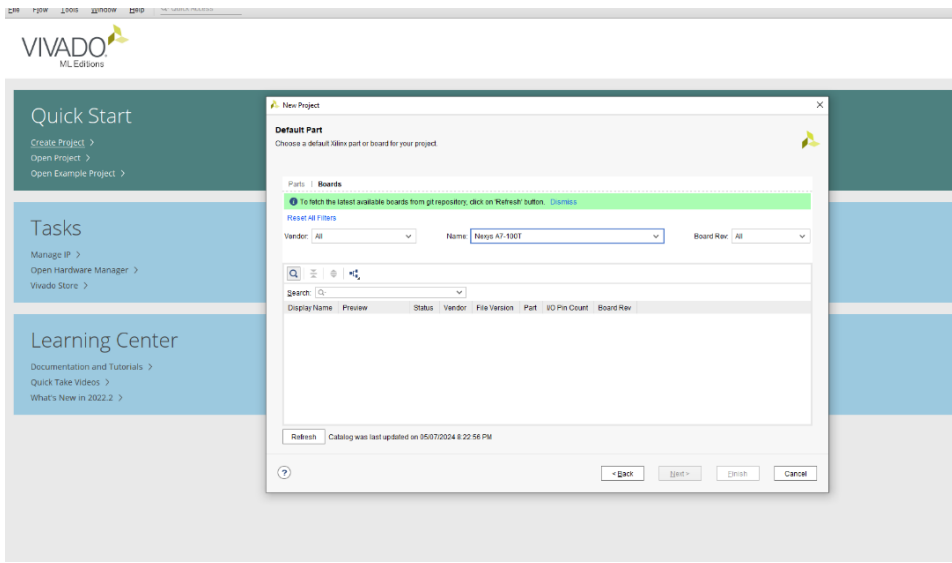 File Flow Tools Window Help Quick Access
VIVADO
ML Editions
Quick Start
Create Project >
Open Project >
Open Example Project >
Tasks
Manage IP >
Open Hardware Manager >
Vivado Store >
Learning Center
Documentation and Tutorials >
Quick Take Videos >
What's New in 2022.2 >
New Project
Default Part
Choose a default Xilinx part or board for your project.
Parts | Boards
To fetch the latest available boards from git repository, click on 'Refresh' button. Dismiss
Reset All Filters
Vendor: All Name: Nexys A7-100T Board Rev: All
Search: Q-
Display Name Preview Status Vendor File Version Part I/O Pin Count Board Rev
Refresh Catalog was last updated on 05/07/2024 8:22:56 PM
? < Back Next > Finish Cancel